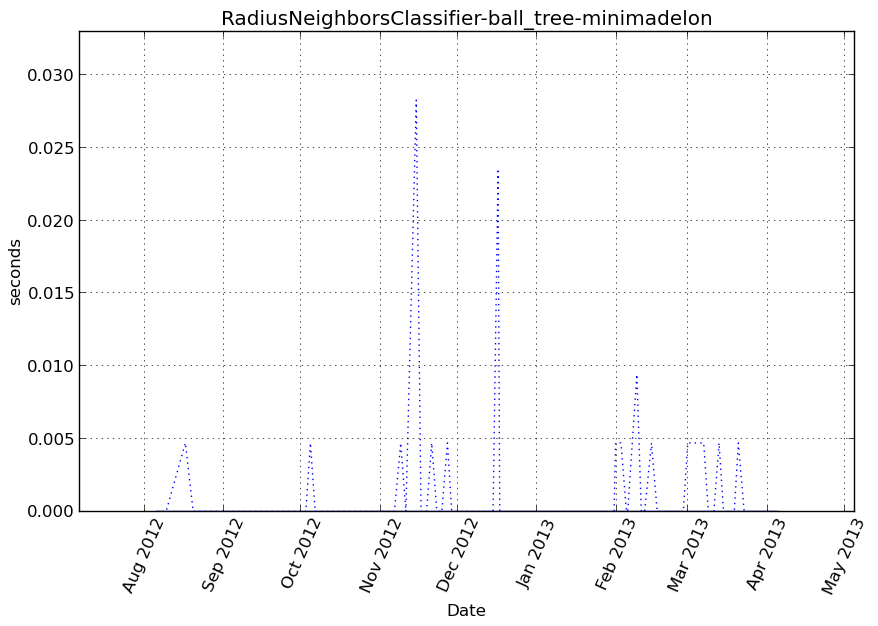 RadiusNeighborsClassifier-ball_tree-minimadelon
0.030
0.025
0.020
0.015
0.010
0.005
0.000
seconds
Aug 2012
Sep 2012
Oct 2012
Nov 2012
Dec 2012
Jan 2013
Feb 2013
Mar 2013
Apr 2013
May 2013
Date